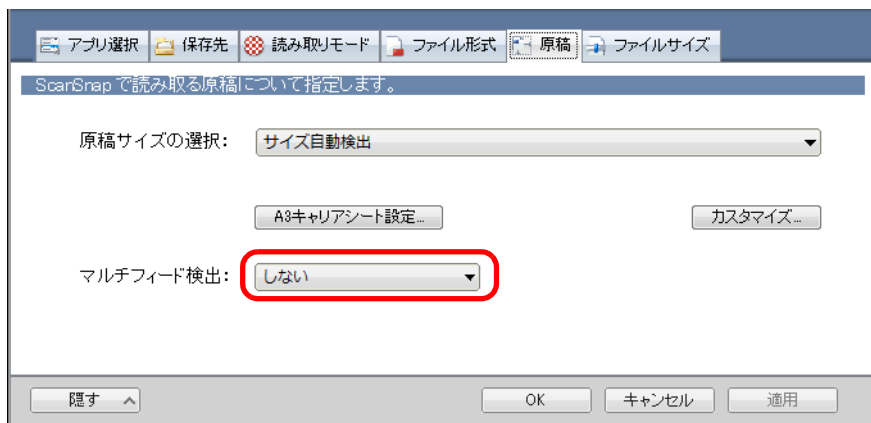 アプリ選択 保存先 読み取りモード ファイル形式 原稿 ファイルサイズ
ScanSnap で読み取る原稿について指定します。
原稿サイズの選択: サイズ自動検出
A3キャリアシート設定... カスタマイズ...
マルチフィード検出: しない
隠す OK キャンセル 適用